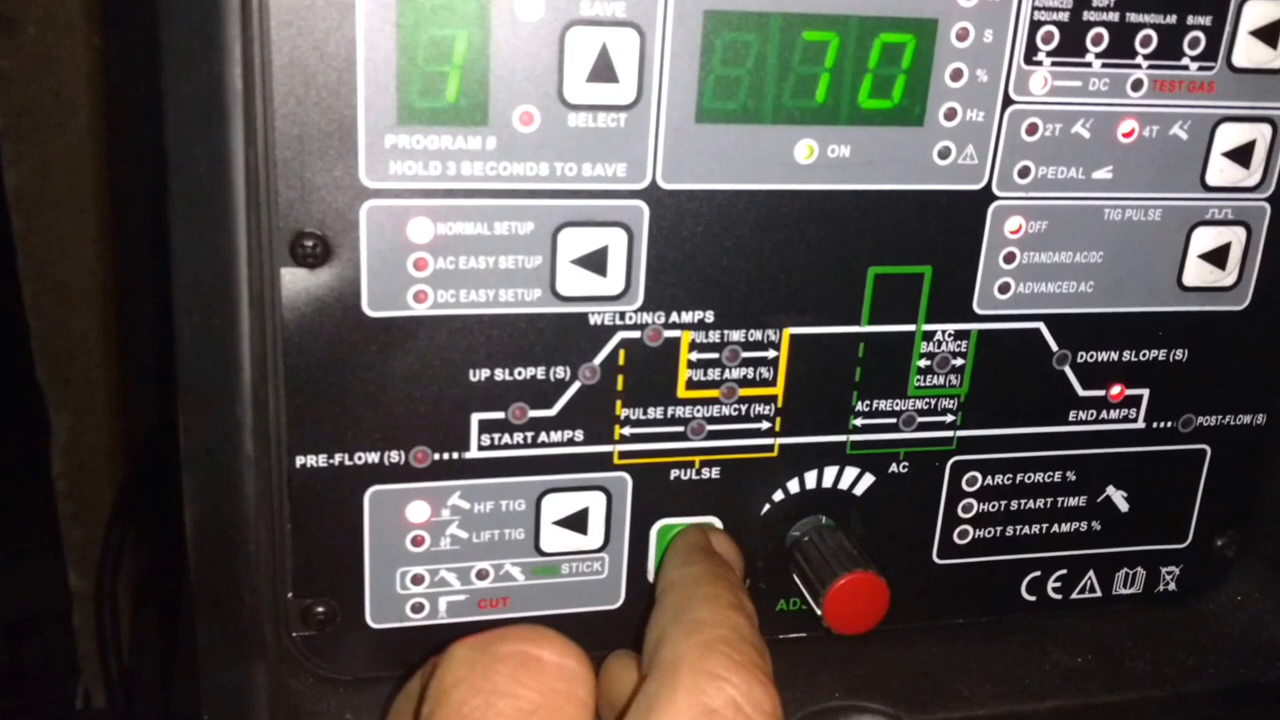 SAVE
1
SELECT
PROGRAM #
HOLD 3 SECONDS TO SAVE
70
S
%
Hz
ON
ADVANCED SQUARE
SOFT SQUARE
TRIANGULAR
SINE
DC
TEST GAS
2T
4T
PEDAL
TIG PULSE
OFF
STANDARD AC/DC
ADVANCED AC
NORMAL SETUP
AC EASY SETUP
DC EASY SETUP
WELDING AMPS
PULSE TIME ON (%)
UP SLOPE (S)
PULSE AMPS (%)
START AMPS
PULSE FREQUENCY (Hz)
PRE-FLOW (S)
PULSE
AC
BALANCE
CLEAN (%)
AC FREQUENCY (Hz)
AC
DOWN SLOPE (S)
END AMPS
POST-FLOW (S)
HF TIG
LIFT TIG
STICK
CUT
ARC FORCE %
HOT START TIME
HOT START AMPS %
CE